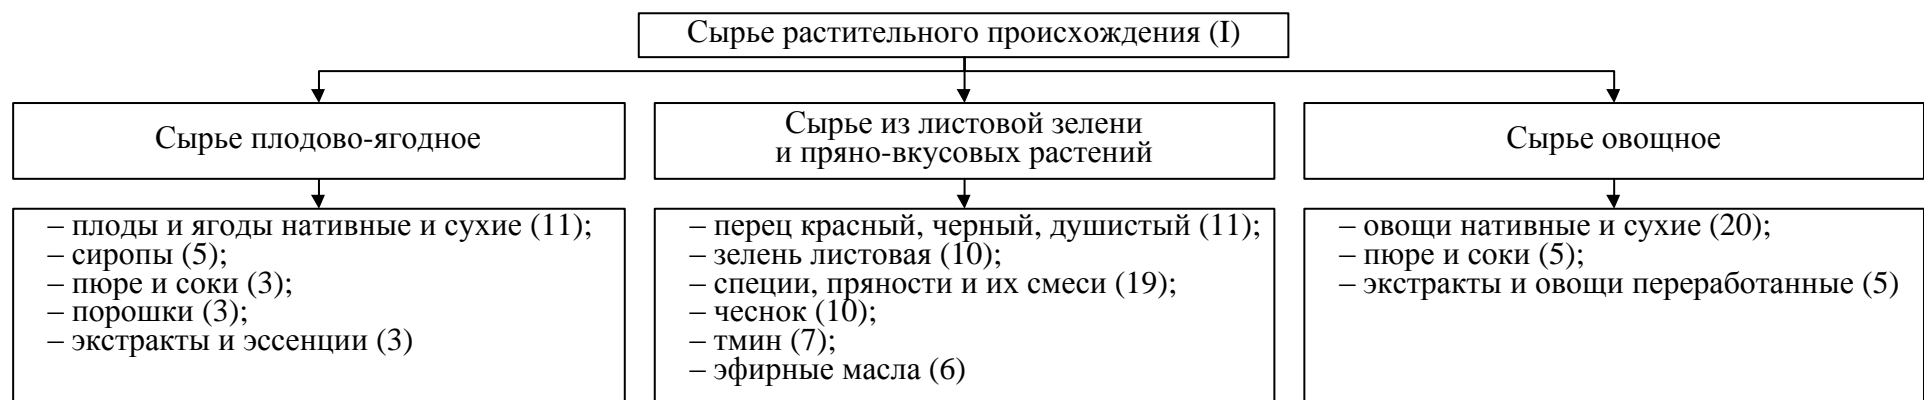 Сырье растительного происхождения (I)
Сырье плодово-ягодное
Сырье из листовой зелени
и пряно-вкусовых растений
Сырье овощное
– плоды и ягоды нативные и сухие (11);
– сиропы (5);
– пюре и соки (3);
– порошки (3);
– экстракты и эссенции (3)
– перец красный, черный, душистый (11);
– зелень листовая (10);
– специи, пряности и их смеси (19);
– чеснок (10);
– тмин (7);
– эфирные масла (6)
– овощи нативные и сухие (20);
– пюре и соки (5);
– экстракты и овощи переработанные (5)